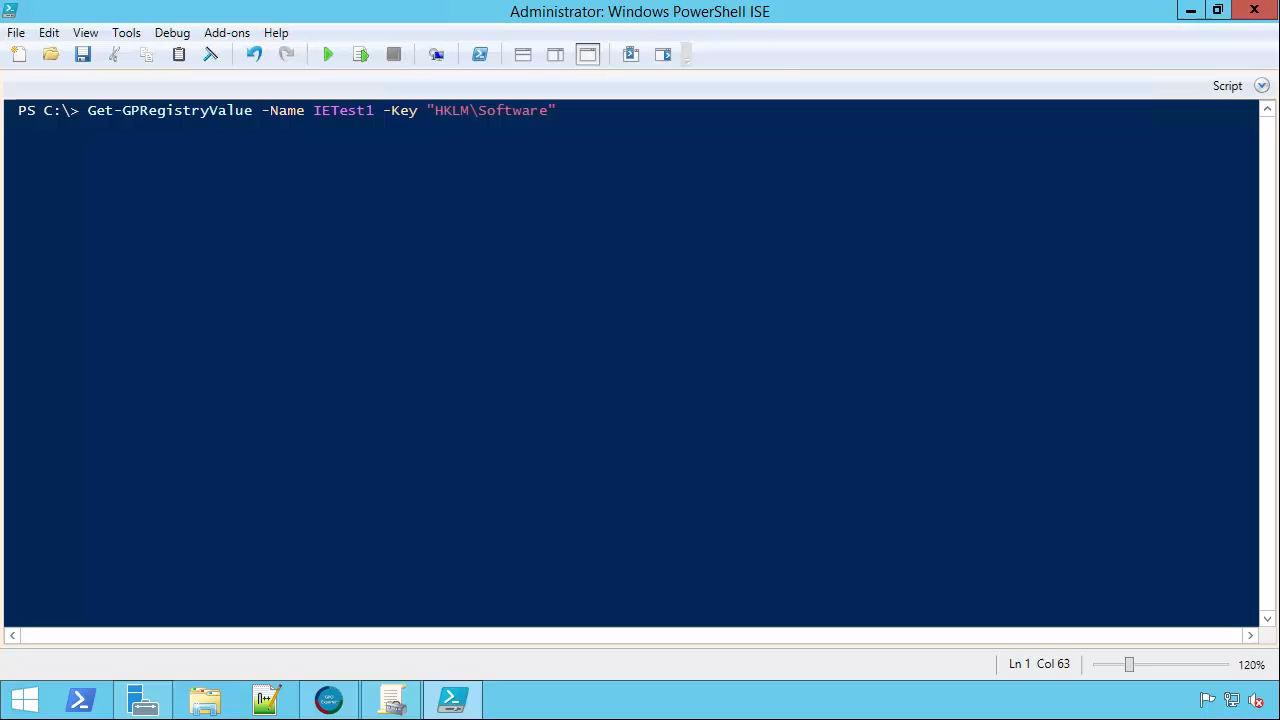 Administrator: Windows PowerShell ISE
File Edit View Tools Debug Add-ons Help
Script
PS C:\> Get-GPRegistryValue -Name IETest1 -Key "HKLM\Software"
Ln 1 Col 63
120%